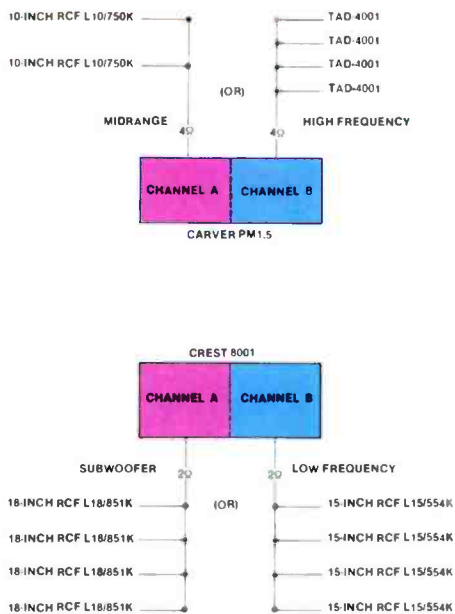 10-INCH RCF L10/750K
TAD-4001
TAD-4001
10-INCH RCF L10/750K
TAD-4001
(OR)
TAD-4001
MIDRANGE
HIGH FREQUENCY
4Ω
4Ω
CHANNEL A
CHANNEL B
CARVER PM1.5
CREST 8001
CHANNEL A
CHANNEL B
SUBWOOFER
2Ω
2Ω
LOW FREQUENCY
18-INCH RCF L18/851K
(OR)
15-INCH RCF L15/554K
18-INCH RCF L18/851K
15-INCH RCF L15/554K
18-INCH RCF L18/851K
15-INCH RCF L15/554K
18-INCH RCF L18/851K
15-INCH RCF L15/554K